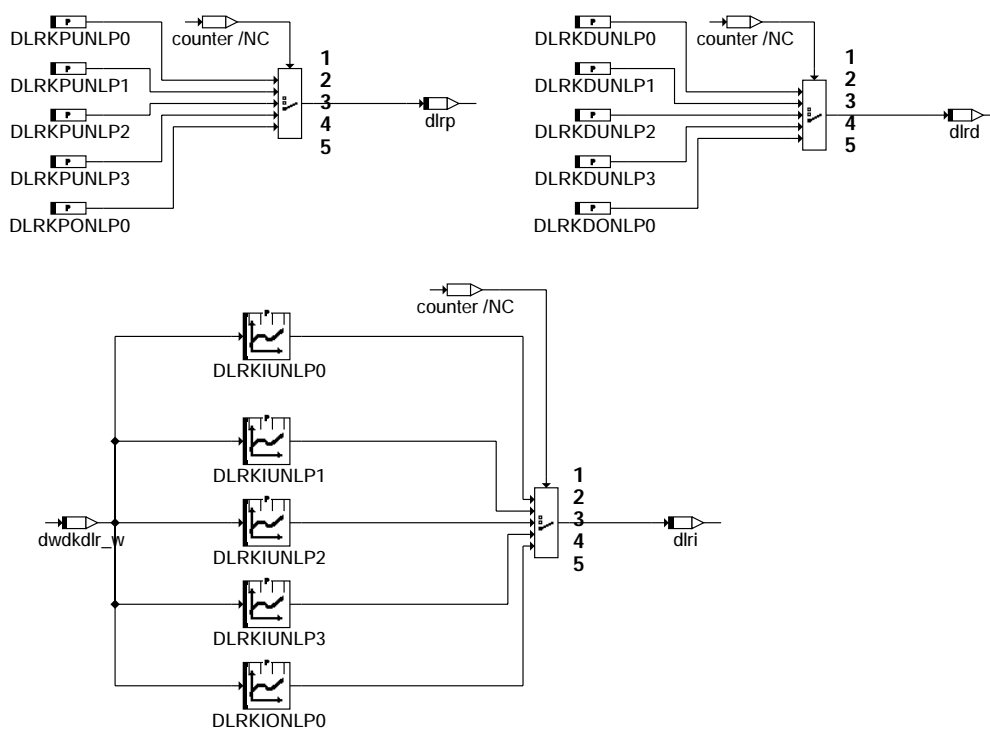 P
DLRKPUNLP0
P
DLRKPUNLP1
P
DLRKPUNLP2
P
DLRKPUNLP3
P
DLRKPONLP0
counter /NC
1
2
3
4
5
dlrp
P
DLRKDUNLP0
P
DLRKDUNLP1
P
DLRKDUNLP2
P
DLRKDUNLP3
P
DLRKDONLP0
counter /NC
1
2
3
4
5
dlrd
counter /NC
P
DLRKIUNLP0
P
DLRKIUNLP1
P
DLRKIUNLP2
P
DLRKIUNLP3
P
DLRKIONLP0
dwdkdlr_w
1
2
3
4
5
dlri